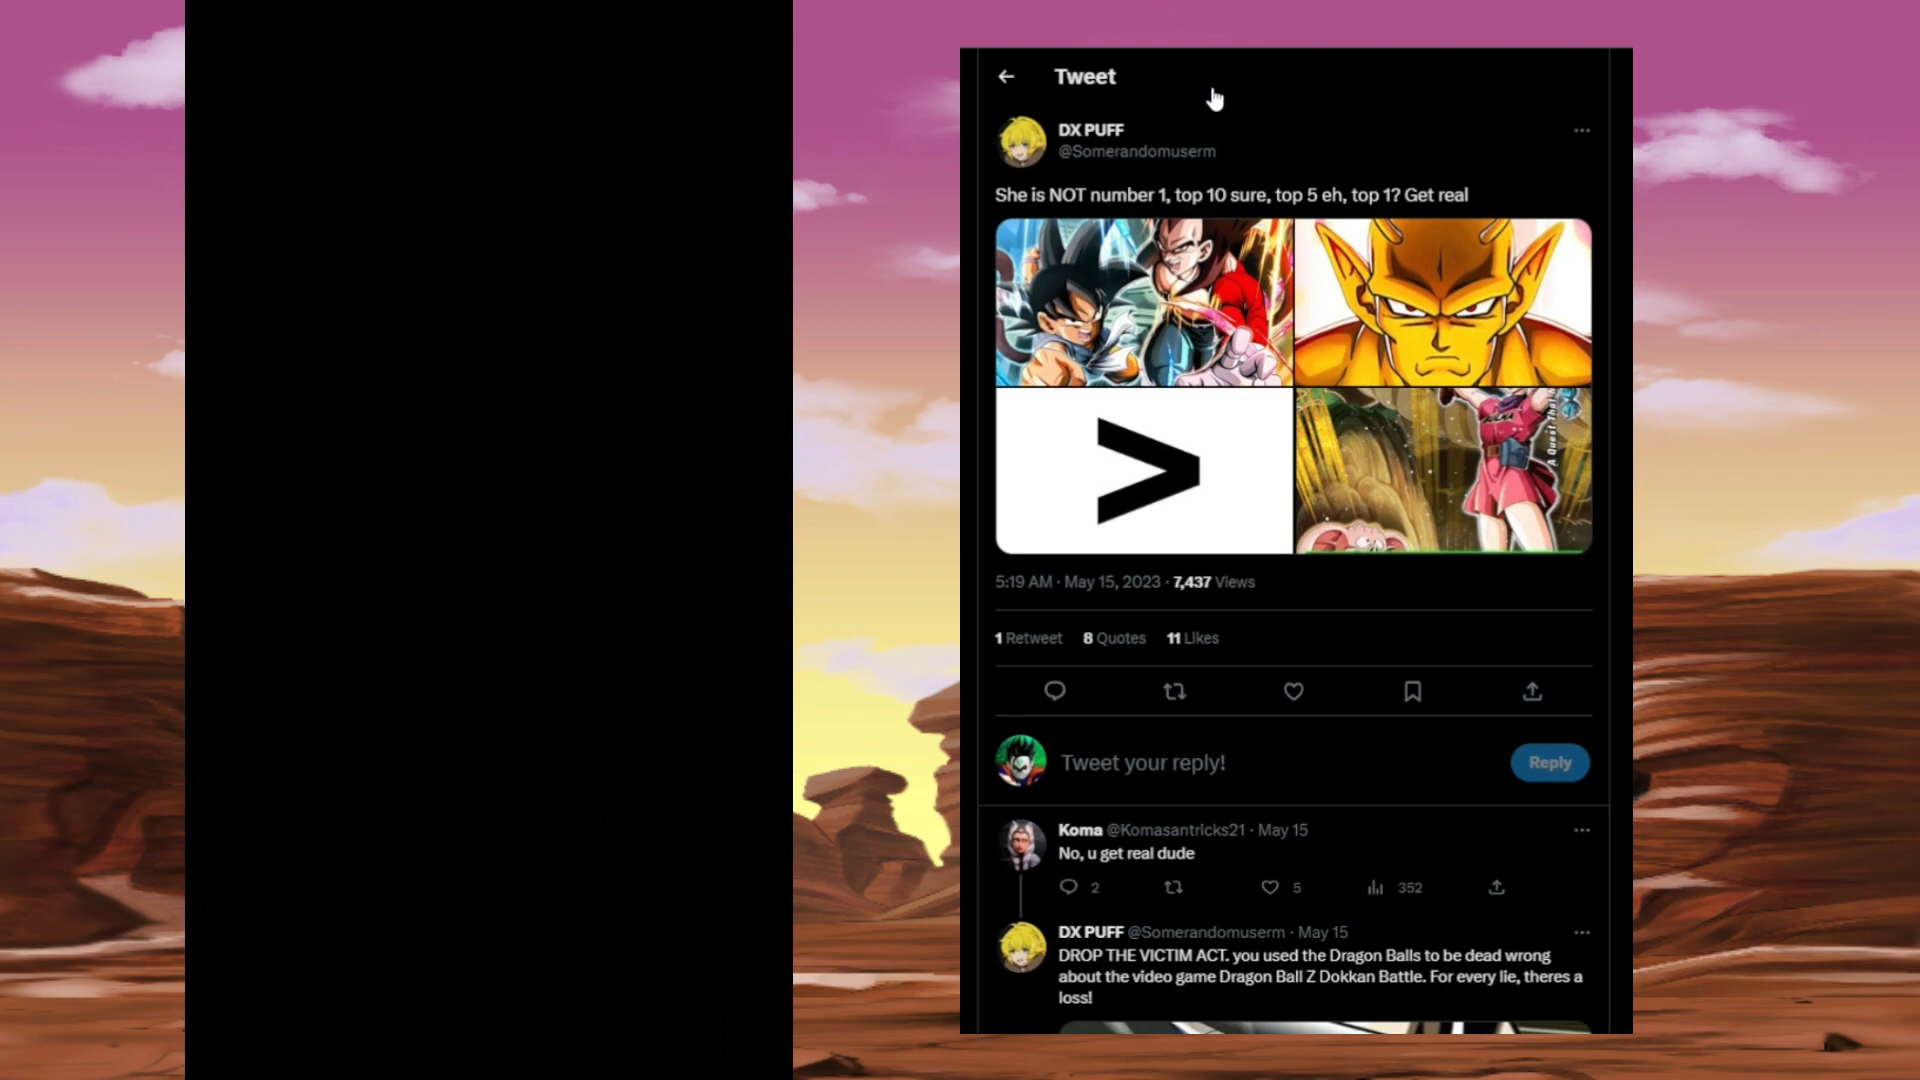 Tweet
DX PUFF
@Somerandomuserm
She is NOT number 1, top 10 sure, top 5 eh, top 1? Get real
5:19 AM · May 15, 2023 · 7,437 Views
1 Retweet 8 Quotes 11 Likes
Tweet your reply!
Reply
Koma @Komasantricks21 · May 15
No, u get real dude
2 5 352
DX PUFF @Somerandomuserm · May 15
DROP THE VICTIM ACT. you used the Dragon Balls to be dead wrong
about the video game Dragon Ball Z Dokkan Battle. For every lie, theres a
loss!